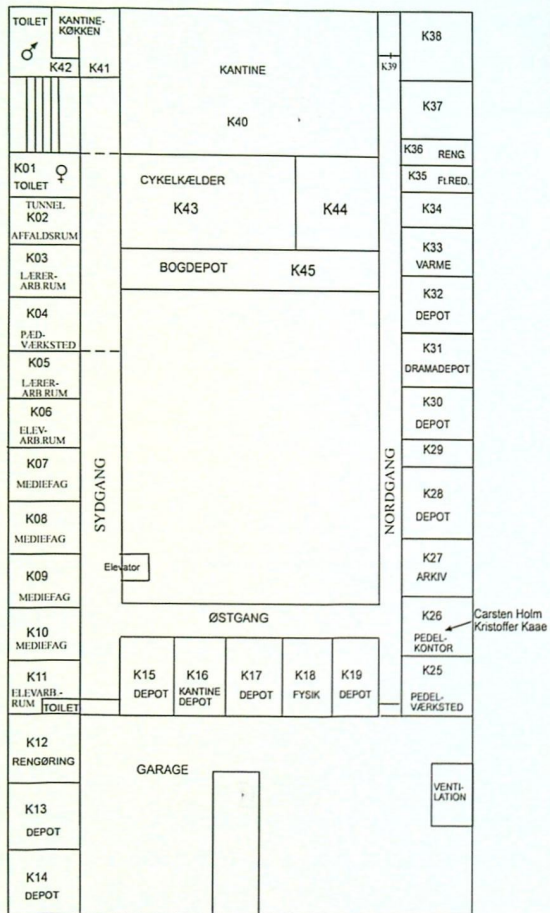 TOILET
KANTINE-
KØKKEN
K42
K41
KANTINE
K40
K39
K38
K37
K36 RENG
K35 Ft.RED.
K34
K33
VARME
K32
DEPOT
K31
DRAMADEPOT
K30
DEPOT
K29
K28
DEPOT
K27
ARKIV
K26
PEDEL-
KONTOR
Carsten Holm
Kristoffer Kaae
K25
PEDEL-
VÆRKSTED
K01
TOILET
TUNNEL
K02
AFFALDSRUM
K03
LÆRER-
ARB.RUM
K04
PÆD-
VÆRKSTED
K05
LÆRER-
ARB.RUM
K06
ELEV-
ARB.RUM
K07
MEDIEFAG
K08
MEDIEFAG
K09
MEDIEFAG
K10
MEDIEFAG
K11
ELEVARB.-
RUM
TOILET
K12
RENGØRING
K13
DEPOT
K14
DEPOT
CYKELKÆLDER
K43
K44
BOGDEPOT K45
SYDGANG
NORDGANG
Elevator
ØSTGANG
K15
DEPOT
K16
KANTINE
DEPOT
K17
DEPOT
K18
FYSIK
K19
DEPOT
GARAGE
VENTI-
LATION